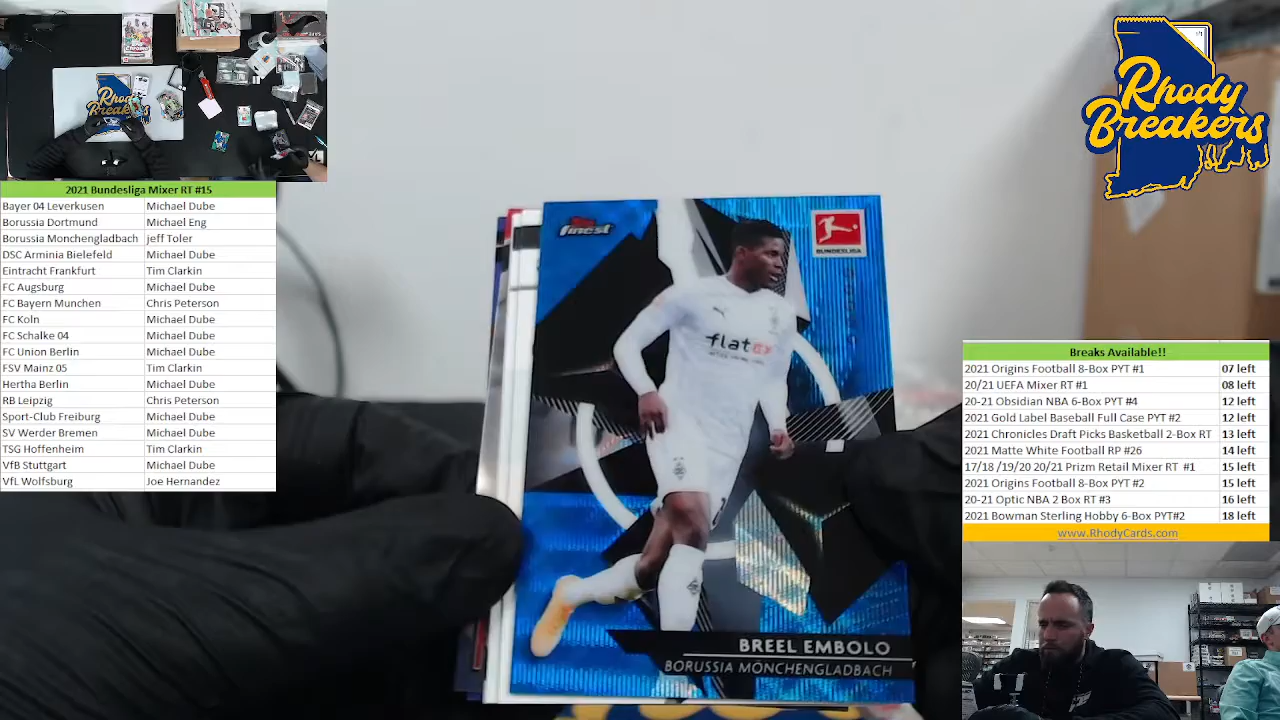 Rhody
Breakers
2021 Bundesliga Mixer RT #15
Bayer 04 Leverkusen Michael Dube
Borussia Dortmund Michael Eng
Borussia Monchengladbach jeff Toler
DSC Arminia Bielefeld Michael Dube
Eintracht Frankfurt Tim Clarkin
FC Augsburg Michael Dube
FC Bayern Munchen Chris Peterson
FC Koln Michael Dube
FC Schalke 04 Michael Dube
FC Union Berlin Michael Dube
FSV Mainz 05 Tim Clarkin
Hertha Berlin Michael Dube
RB Leipzig Chris Peterson
Sport-Club Freiburg Michael Dube
SV Werder Bremen Michael Dube
TSG Hoffenheim Tim Clarkin
VfB Stuttgart Michael Dube
VfL Wolfsburg Joe Hernandez
finest
BUNDESLIGA
flatex
BREEL EMBOLO
BORUSSIA MÖNCHENGLADBACH
Rhody
Breakers
Breaks Available!!
2021 Origins Football 8-Box PYT #1 07 left
20/21 UEFA Mixer RT #1 08 left
20-21 Obsidian NBA 6-Box PYT #4 12 left
2021 Gold Label Baseball Full Case PYT #2 12 left
2021 Chronicles Draft Picks Basketball 2-Box RT 13 left
2021 Matte White Football RP #26 14 left
17/18 /19/20 20/21 Prizm Retail Mixer RT #1 15 left
2021 Origins Football 8-Box PYT #2 15 left
20-21 Optic NBA 2 Box RT #3 16 left
2021 Bowman Sterling Hobby 6-Box PYT#2 18 left
www.RhodyCards.com